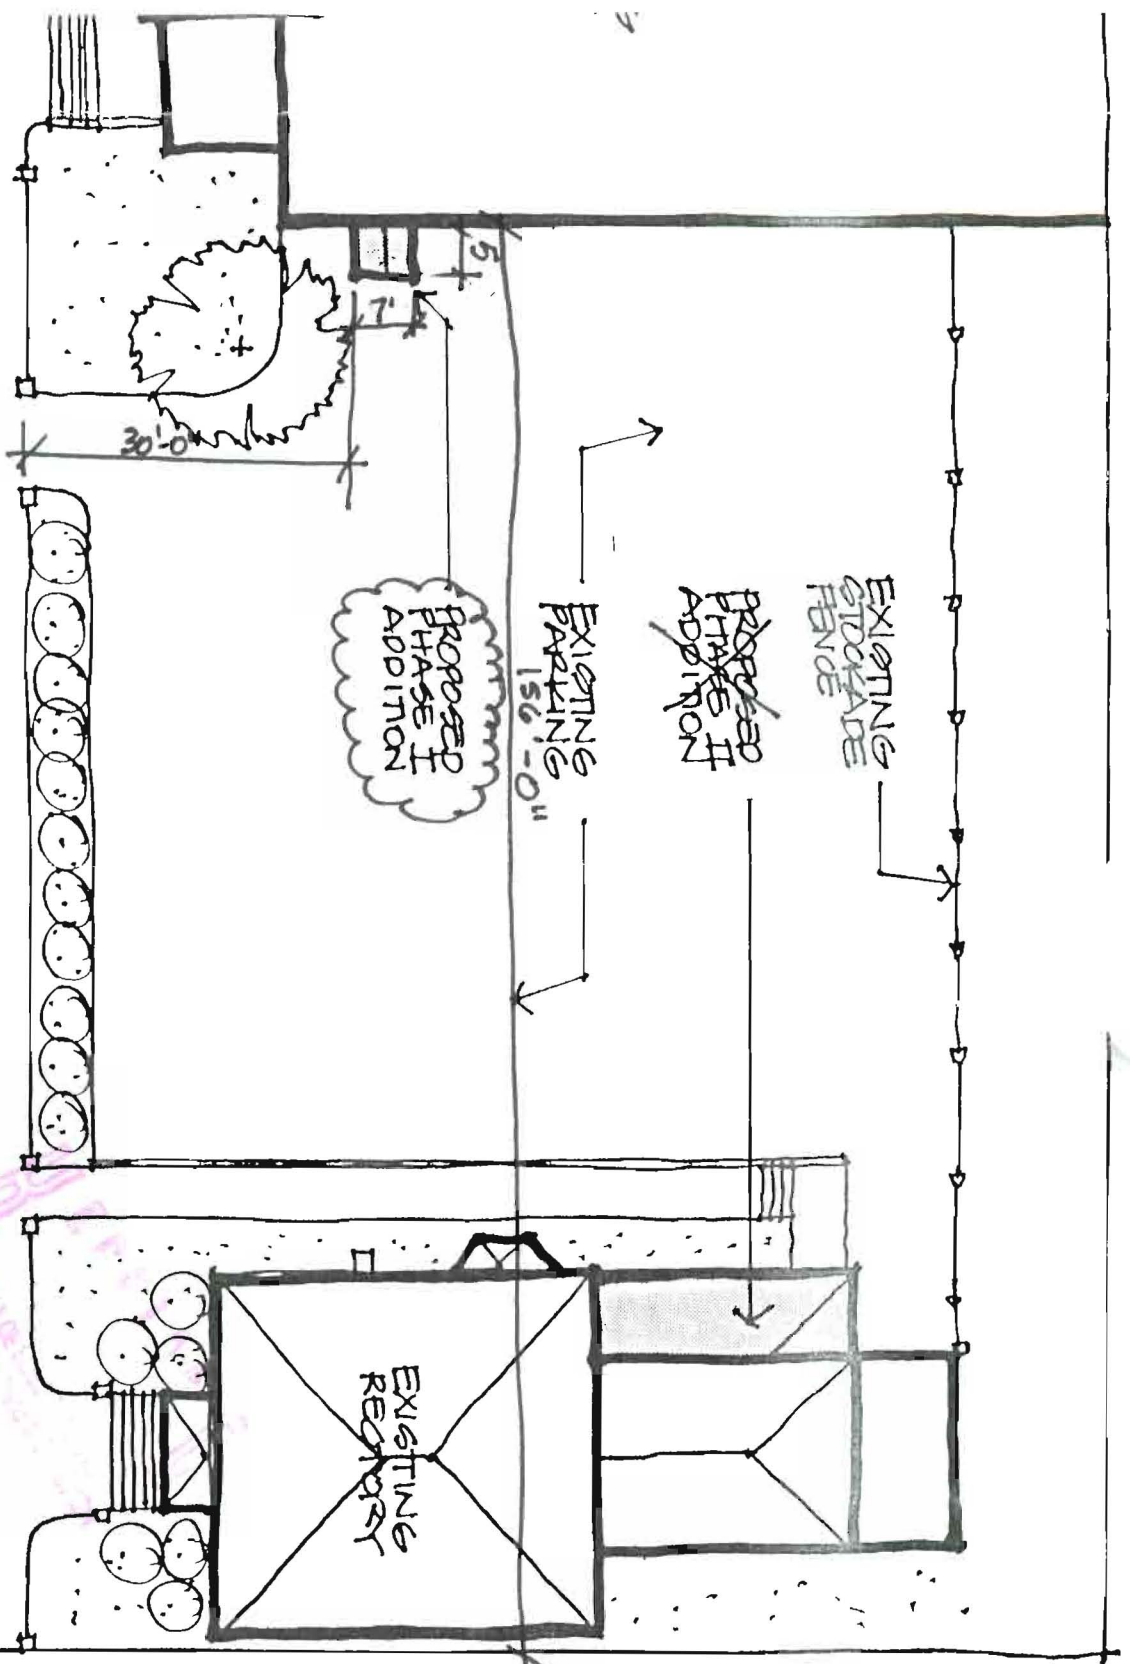 EXISTING
STOCKADE
FENCE
PROPOSED
PHASE II
ADDITION
EXISTING
PARKING
156'-0"
PROPOSED
PHASE I
ADDITION
5
7'
30'-0"
EXISTING
RECTORY